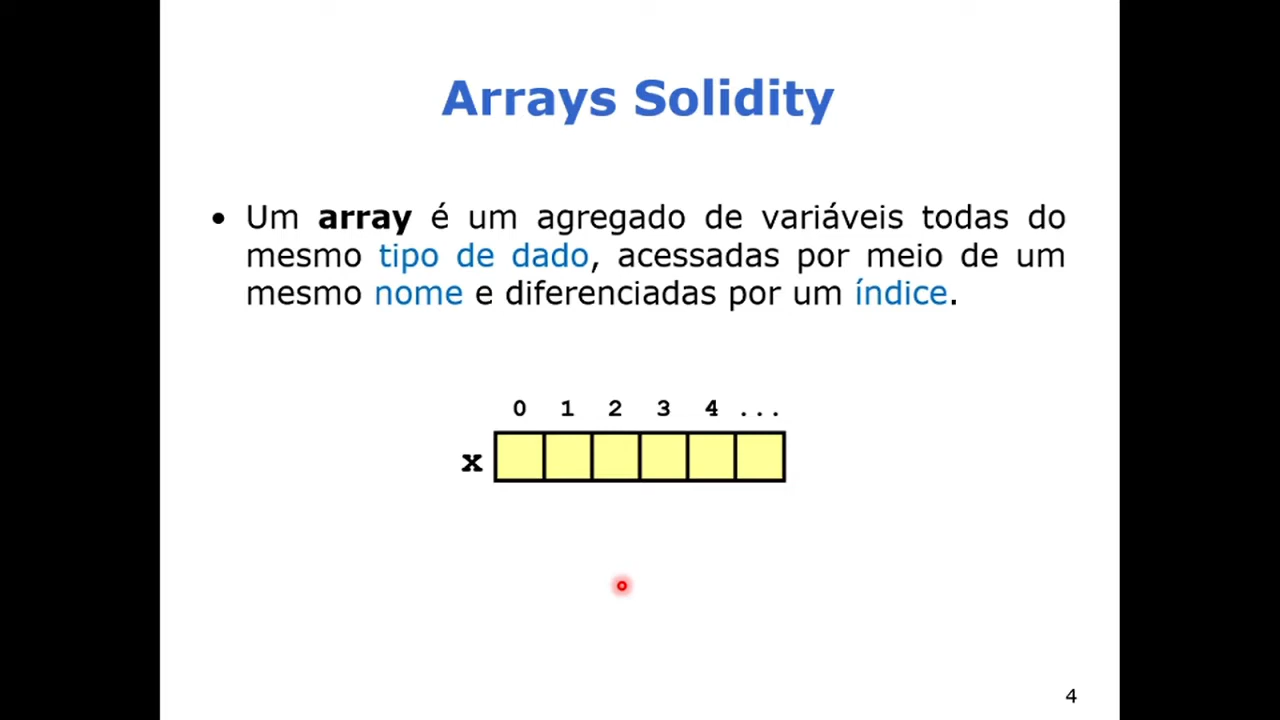 Arrays Solidity
• Um array é um agregado de variáveis todas do
mesmo tipo de dado, acessadas por meio de um
mesmo nome e diferenciadas por um índice.
0 1 2 3 4 ...
x
4